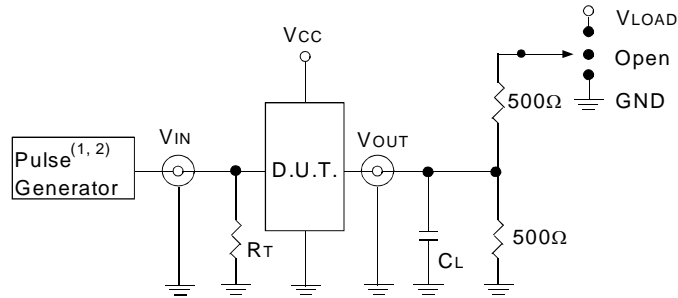 VLOAD
VCC
Open
500Ω
GND
VIN
VOUT
Pulse(1, 2)
Generator
D.U.T.
500Ω
RT
CL